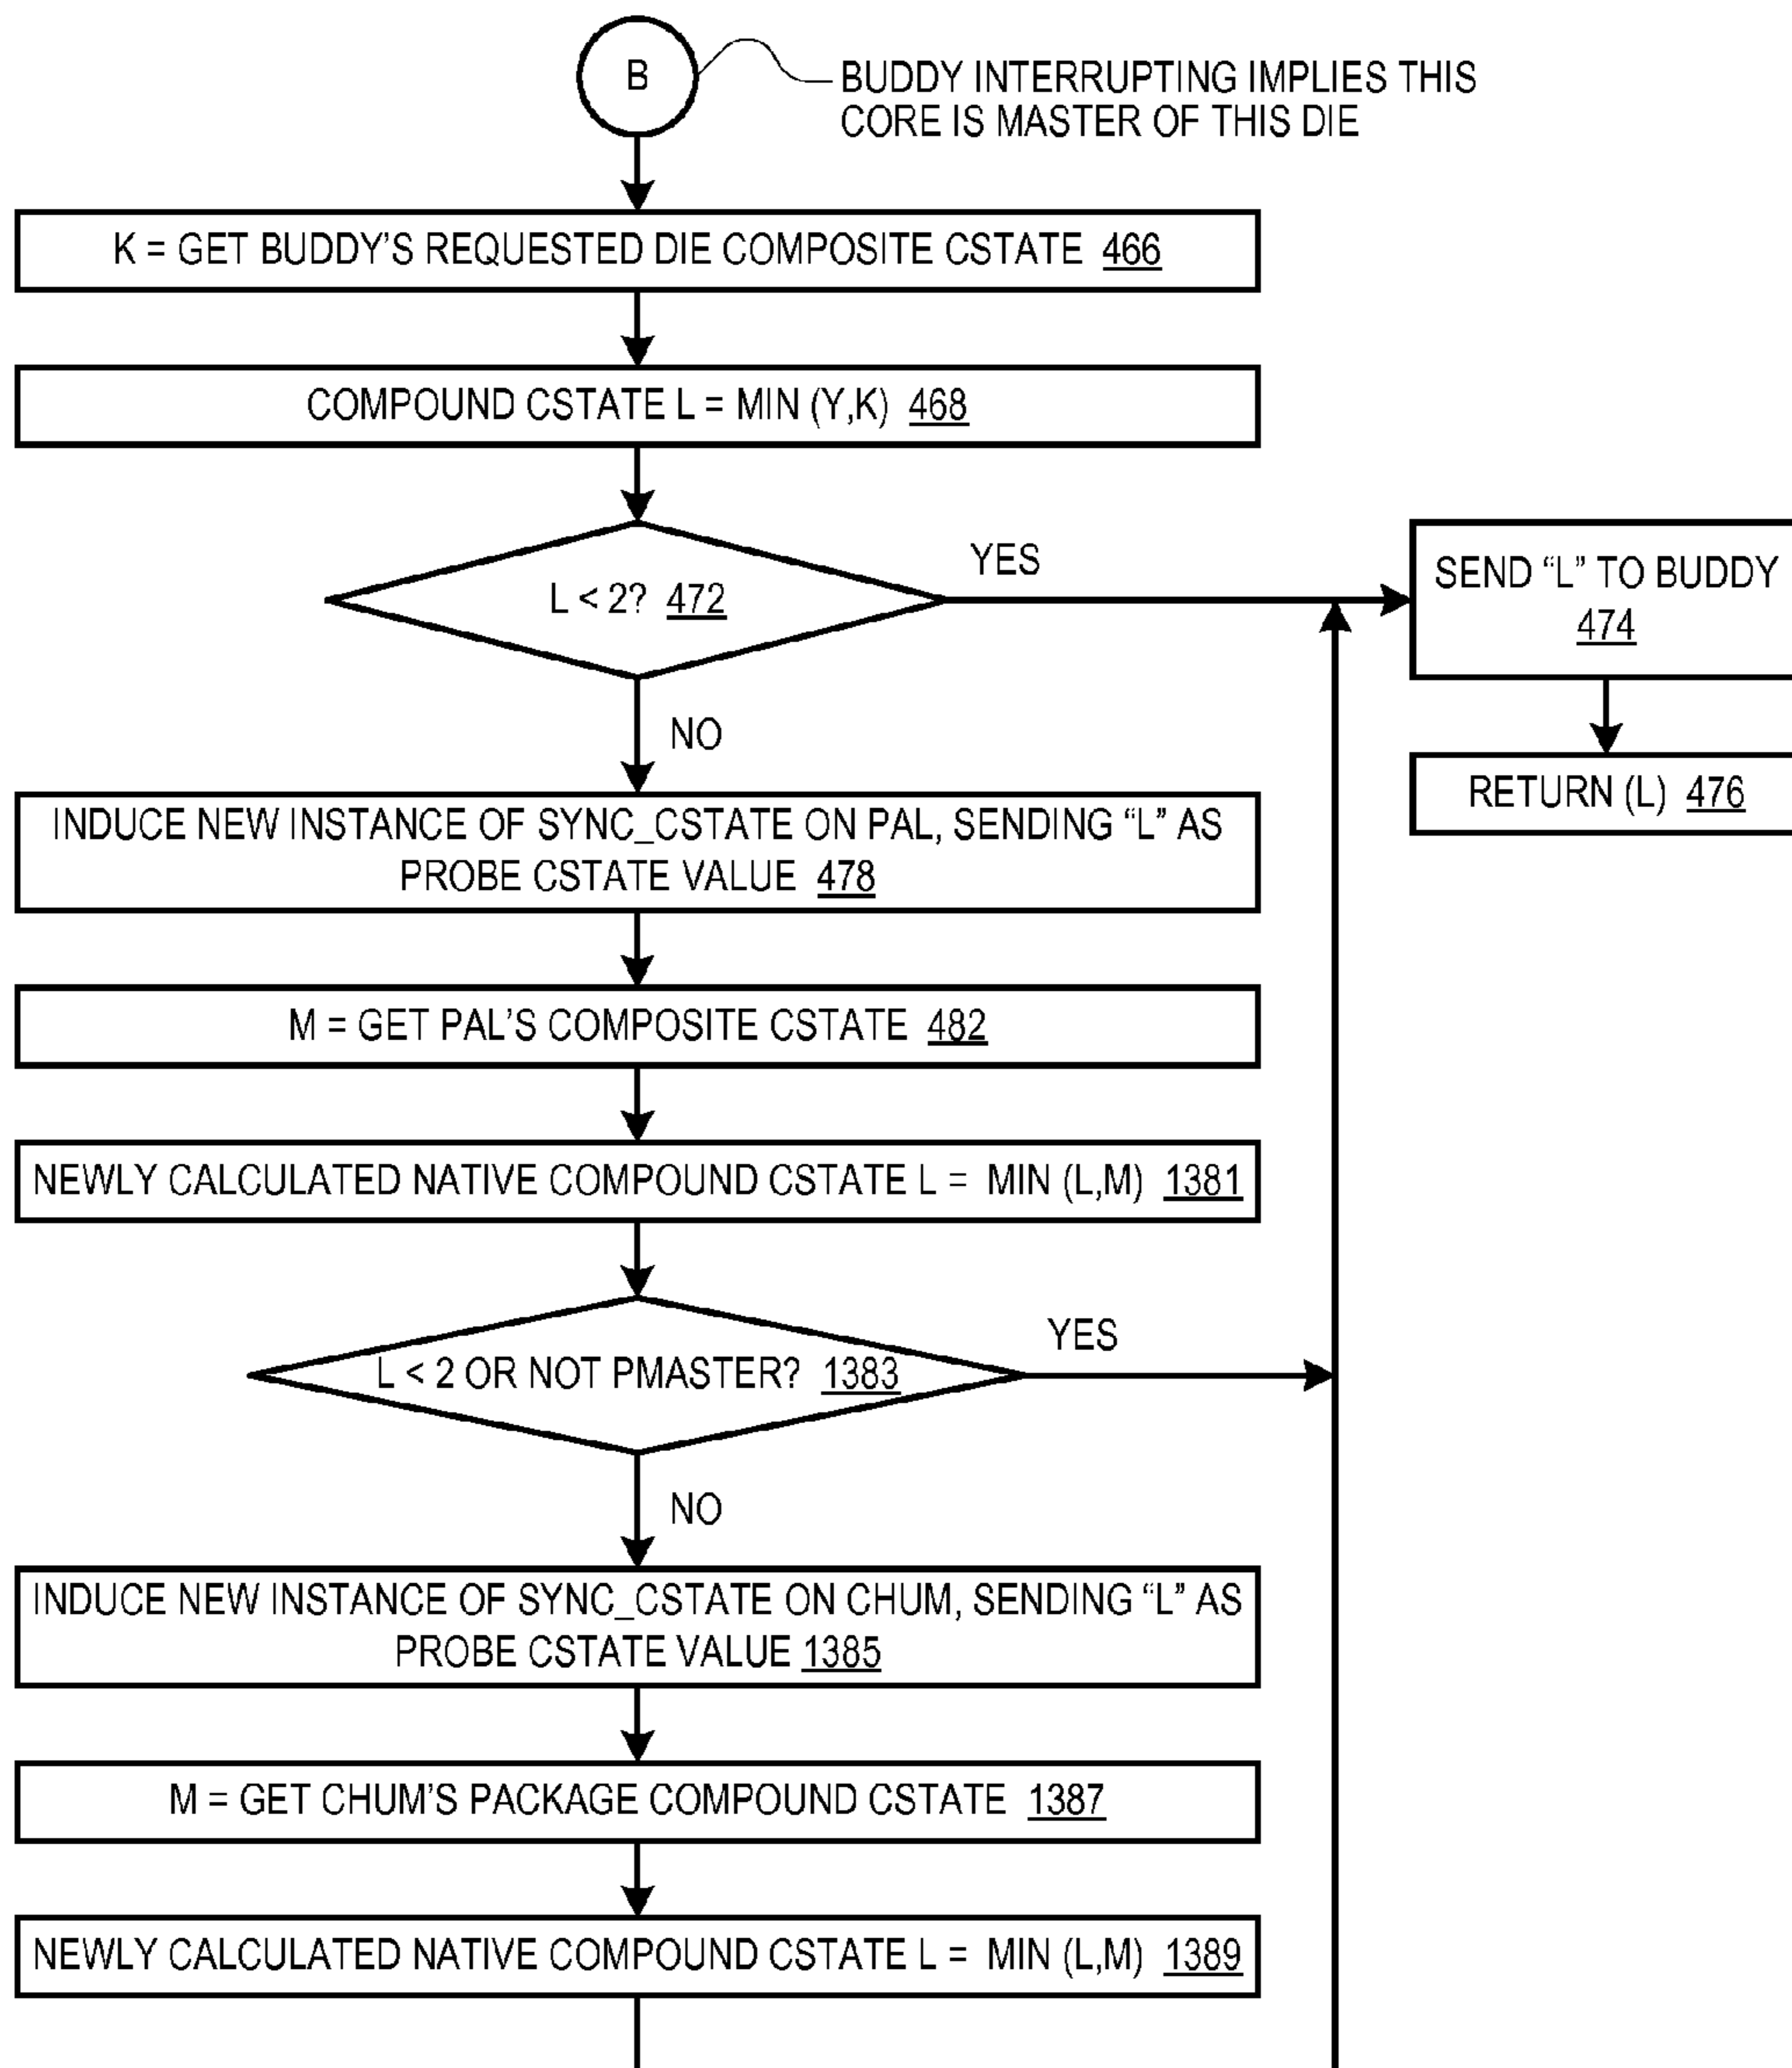 B
BUDDY INTERRUPTING IMPLIES THIS
CORE IS MASTER OF THIS DIE
K = GET BUDDY'S REQUESTED DIE COMPOSITE CSTATE 466
COMPOUND CSTATE L = MIN (Y,K) 468
L < 2? 472
YES
SEND “L” TO BUDDY
474
RETURN (L) 476
NO
INDUCE NEW INSTANCE OF SYNC_CSTATE ON PAL, SENDING “L” AS
PROBE CSTATE VALUE 478
M = GET PAL'S COMPOSITE CSTATE 482
NEWLY CALCULATED NATIVE COMPOUND CSTATE L = MIN (L,M) 1381
L < 2 OR NOT PMASTER? 1383
YES
NO
INDUCE NEW INSTANCE OF SYNC_CSTATE ON CHUM, SENDING “L” AS
PROBE CSTATE VALUE 1385
M = GET CHUM'S PACKAGE COMPOUND CSTATE 1387
NEWLY CALCULATED NATIVE COMPOUND CSTATE L = MIN (L,M) 1389